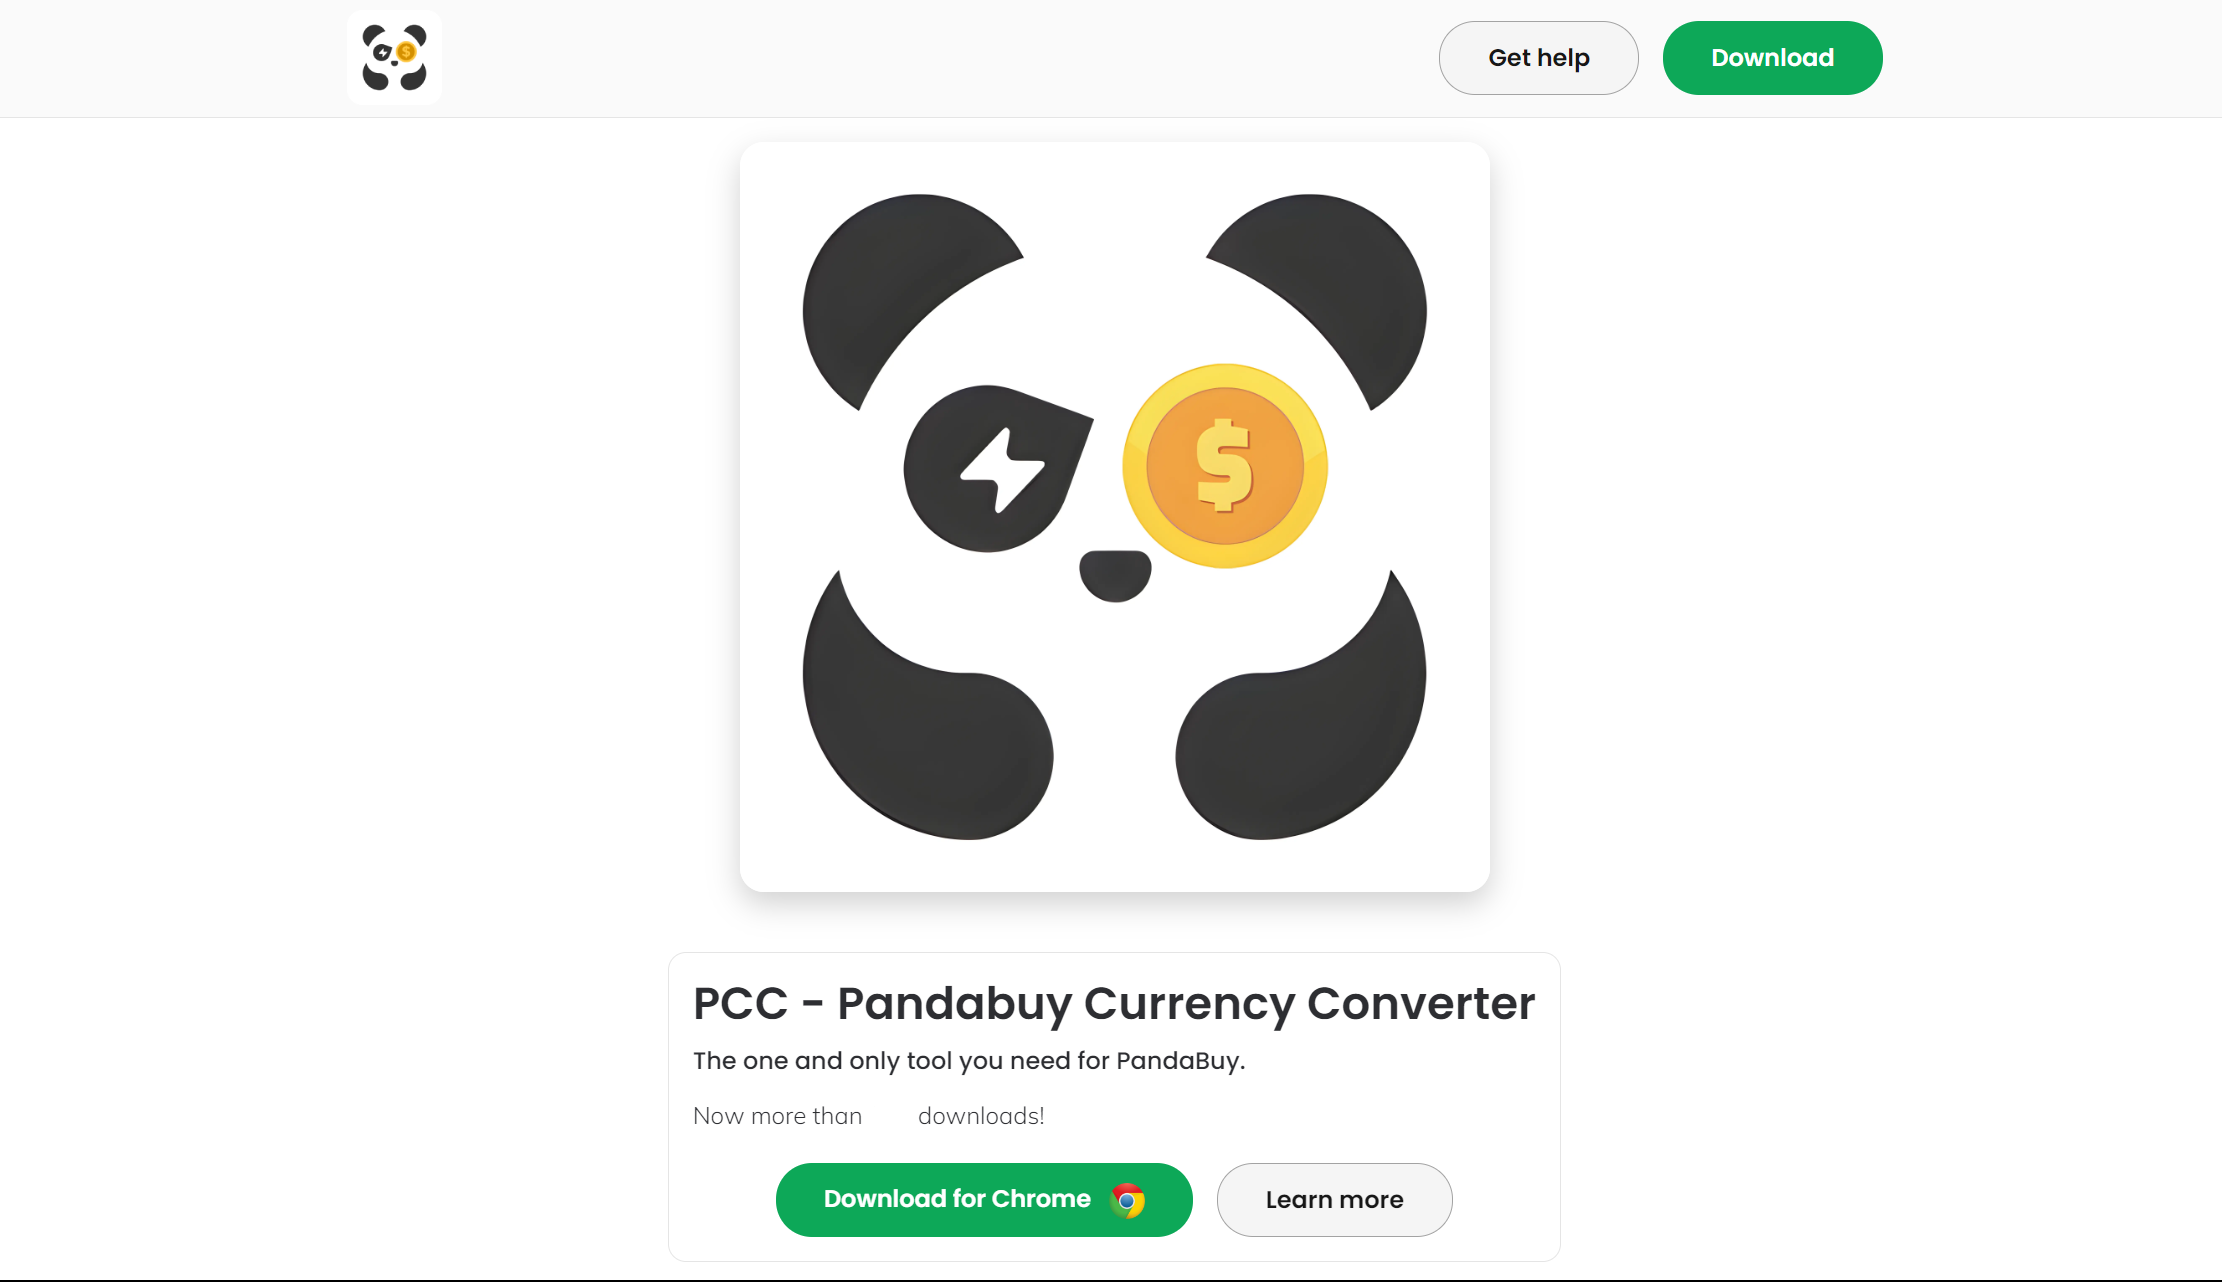 Get help
Download
$
PCC - Pandabuy Currency Converter
The one and only tool you need for PandaBuy.
Now more than downloads!
Download for Chrome
Learn more